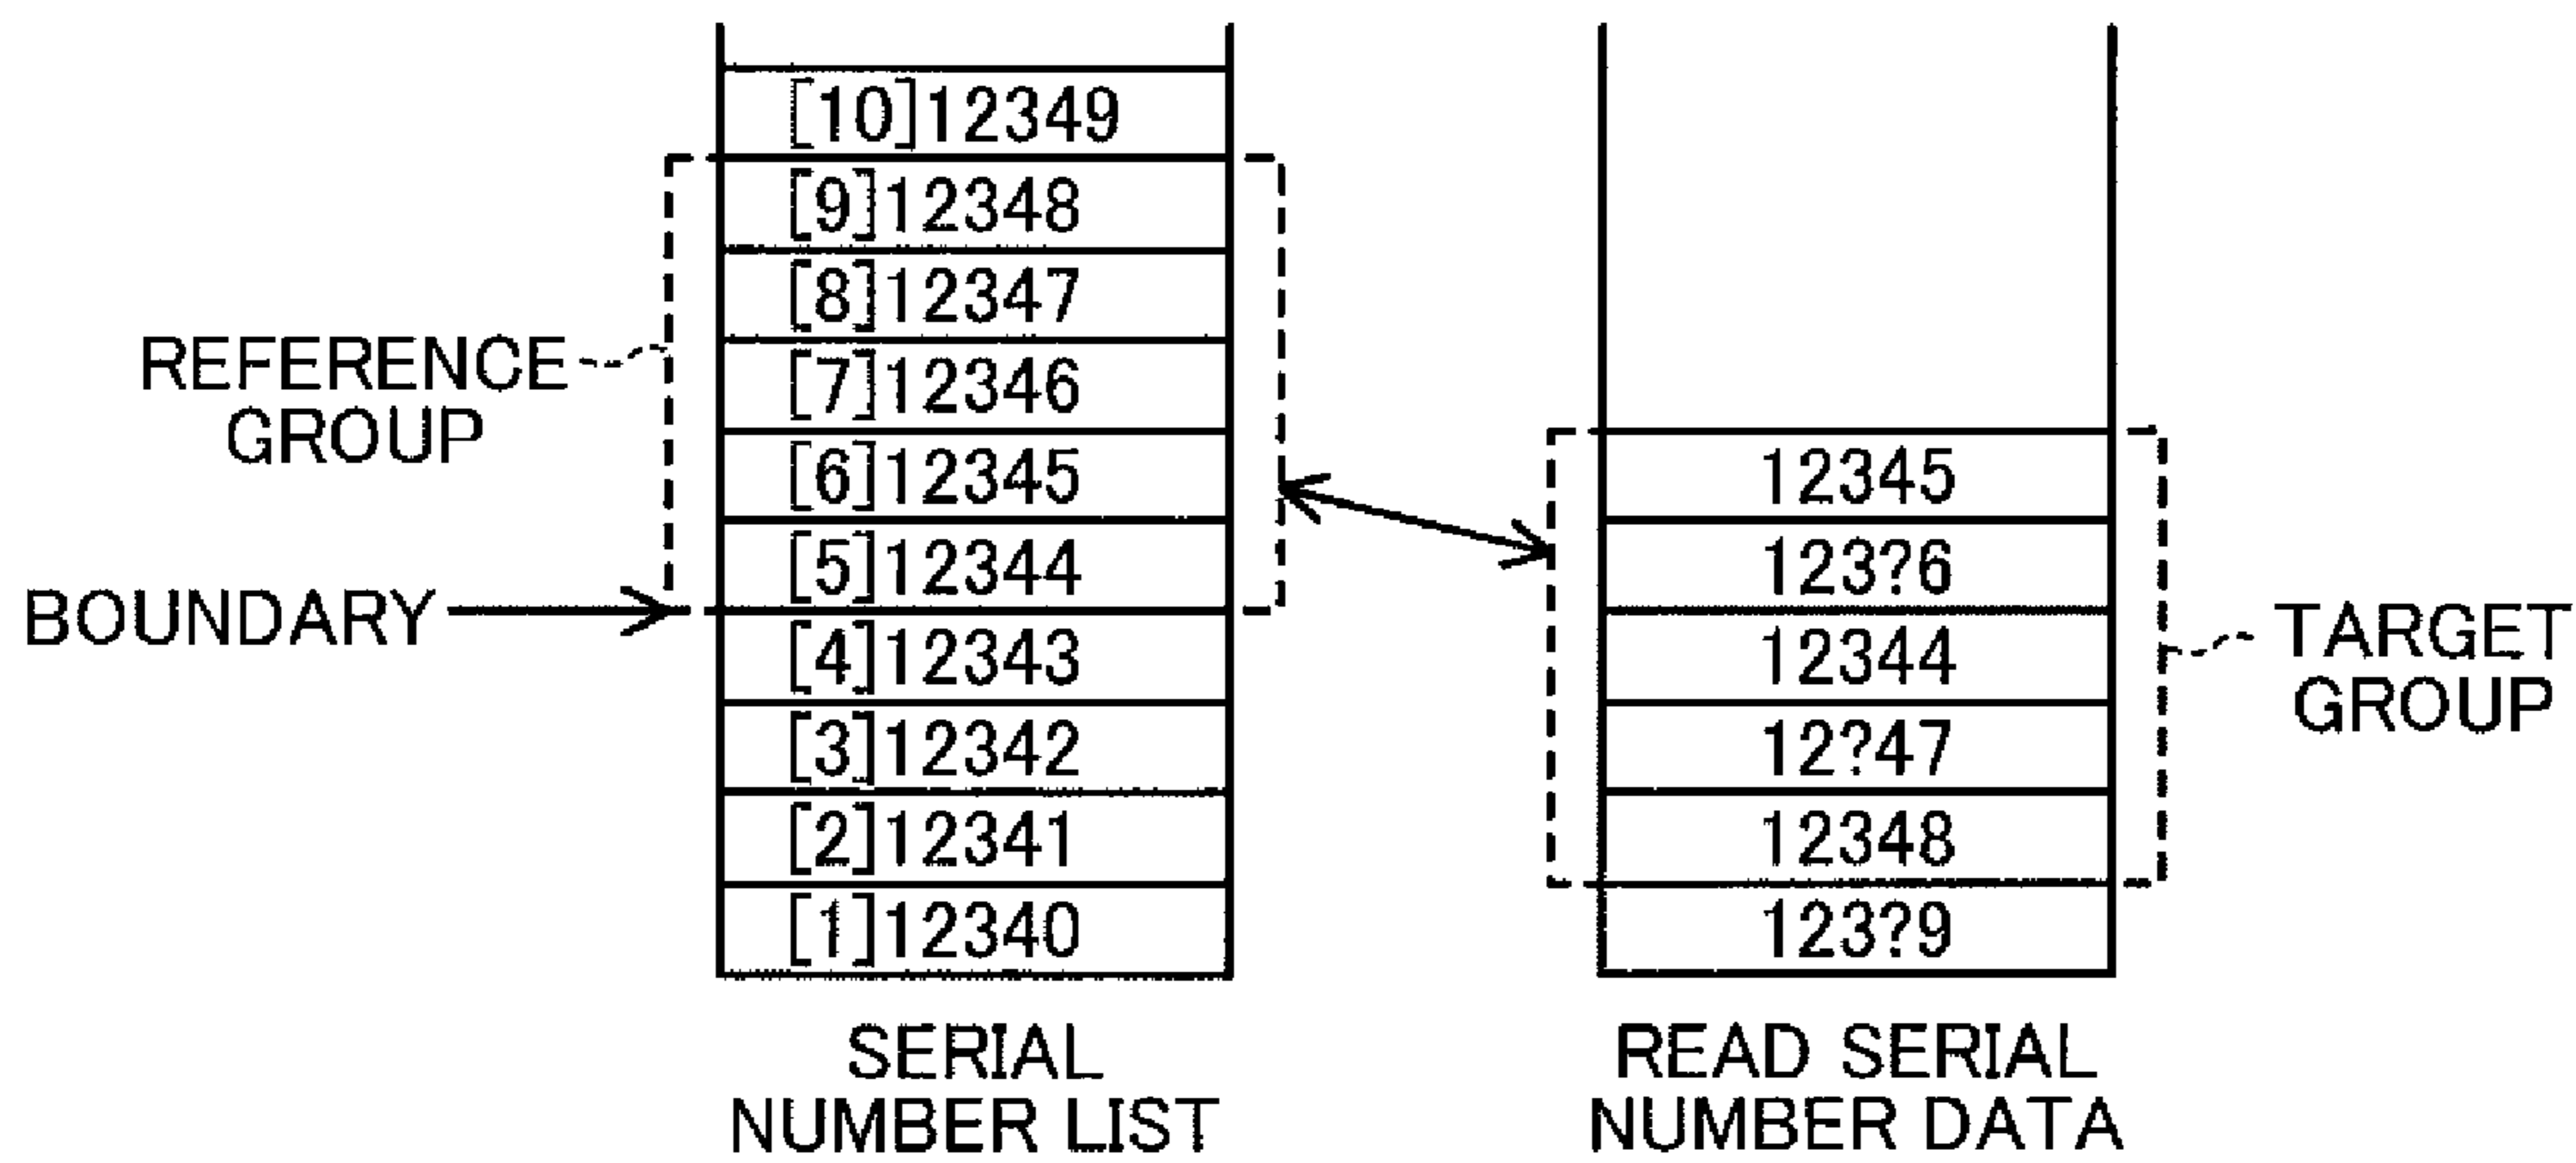 [10]12349
[9]12348
[8]12347
[7]12346
[6]12345
[5]12344
[4]12343
[3]12342
[2]12341
[1]12340
REFERENCE
GROUP
BOUNDARY
SERIAL
NUMBER LIST
12345
123?6
12344
12?47
12348
123?9
TARGET
GROUP
READ SERIAL
NUMBER DATA